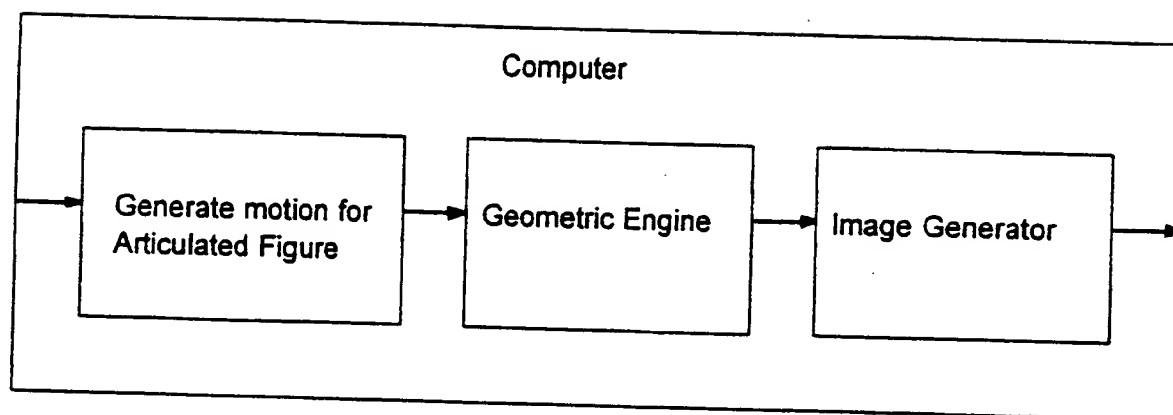 Computer
Generate motion for
Articulated Figure
Geometric Engine
Image Generator